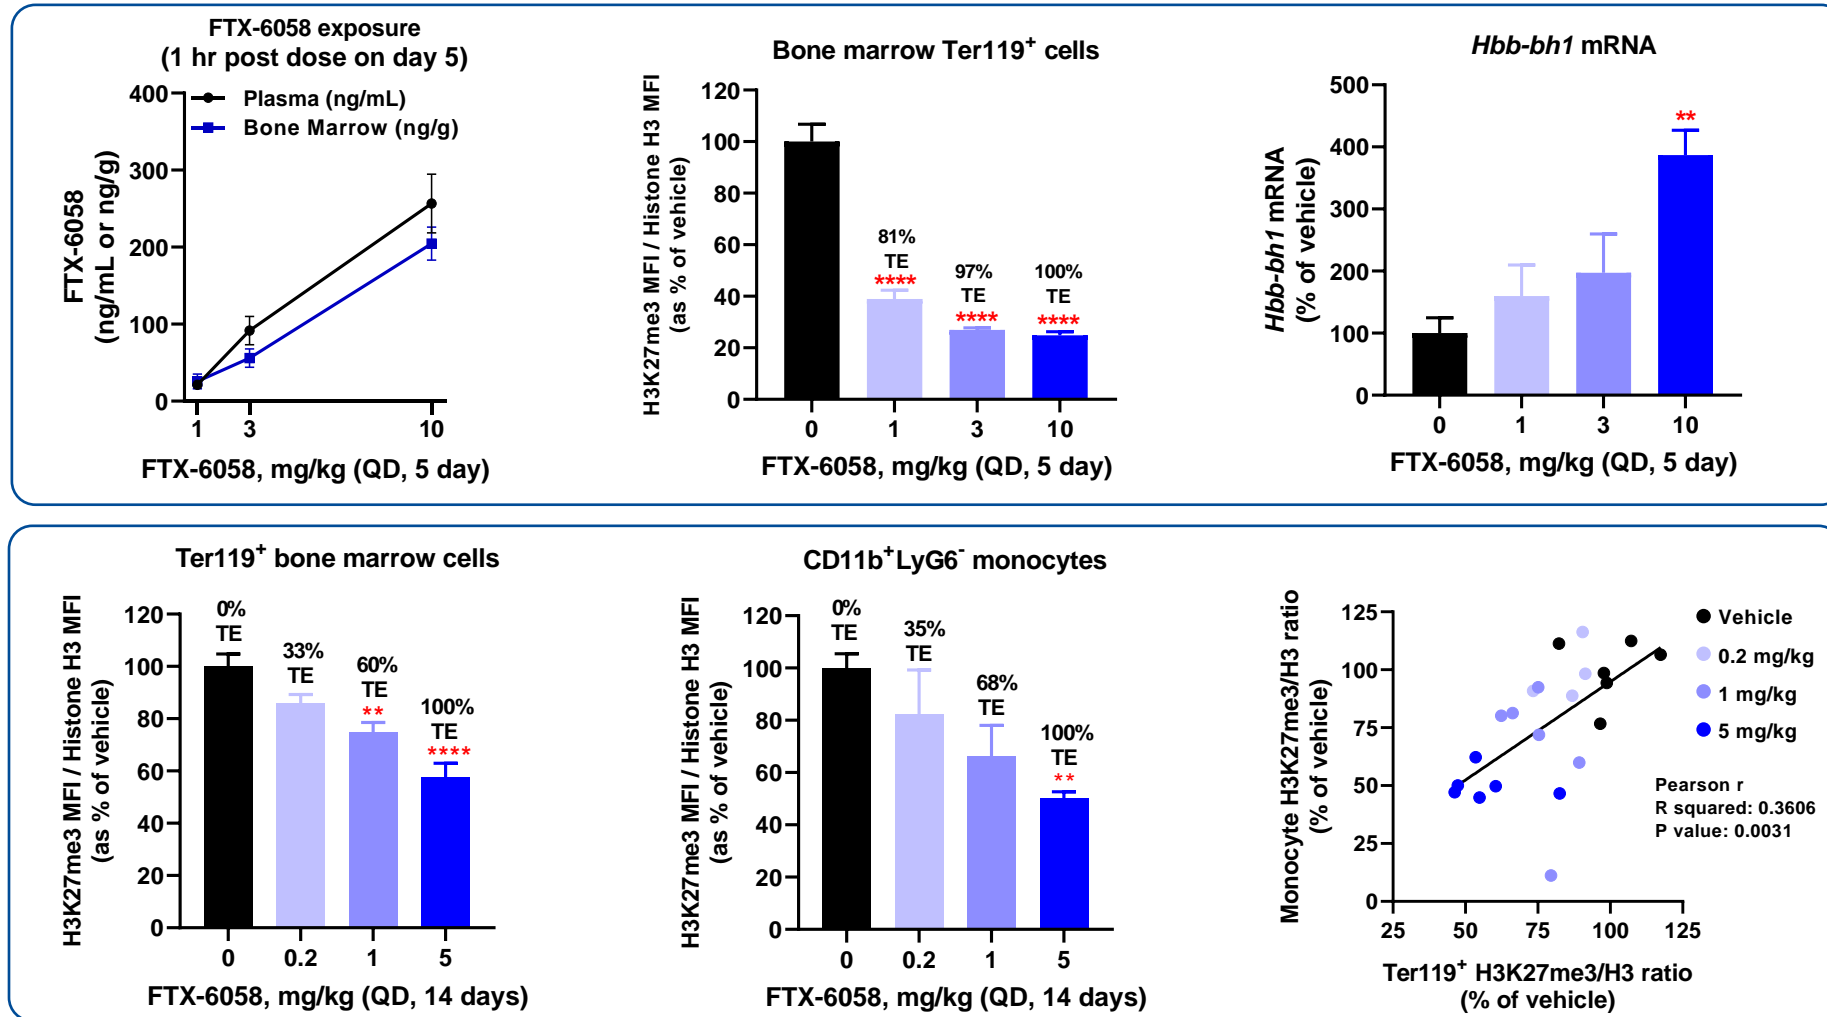 FTX-6058 exposure
(1 hr post dose on day 5)
400
300
200
100
0
FTX-6058
(ng/mL or ng/g)
Plasma (ng/mL)
Bone Marrow (ng/g)
1 3 10
FTX-6058, mg/kg (QD, 5 day)
Bone marrow Ter119+ cells
H3K27me3 MFI / Histone H3 MFI
(as % of vehicle)
120
100
80
60
40
20
0
81%
TE
****
97%
TE
****
100%
TE
****
0 1 3 10
FTX-6058, mg/kg (QD, 5 day)
Hbb-bh1 mRNA
Hbb-bh1 mRNA
(% of vehicle)
500
400
300
200
100
0
**
0 1 3 10
FTX-6058, mg/kg (QD, 5 day)
Ter119+ bone marrow cells
H3K27me3 MFI / Histone H3 MFI
(as % of vehicle)
120
100
80
60
40
20
0
0%
TE
33%
TE
60%
TE
**
100%
TE
****
0 0.2 1 5
FTX-6058, mg/kg (QD, 14 days)
CD11b+LyG6- monocytes
H3K27me3 MFI / Histone H3 MFI
(as % of vehicle)
120
100
80
60
40
20
0
0%
TE
35%
TE
68%
TE
100%
TE
**
0 0.2 1 5
FTX-6058, mg/kg (QD, 14 days)
Monocyte H3K27me3/H3 ratio
(% of vehicle)
125
100
75
50
25
0
25 50 75 100 125
Ter119+ H3K27me3/H3 ratio
(% of vehicle)
Vehicle
0.2 mg/kg
1 mg/kg
5 mg/kg
Pearson r
R squared: 0.3606
P value: 0.0031